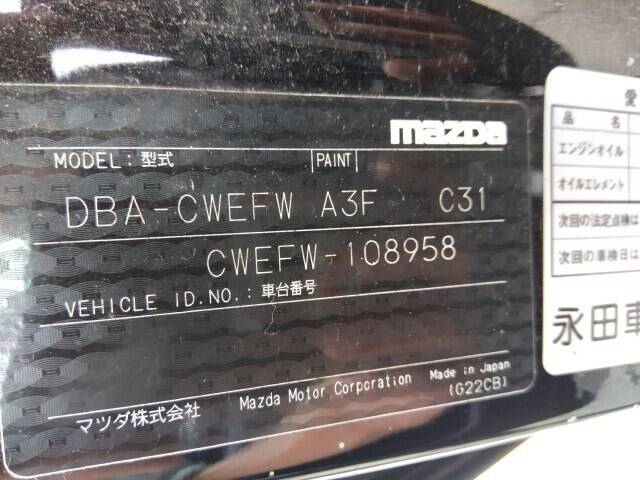 mazda
MODEL:型式 |PAINT|
DBA-CWEFW A3F C31
CWEFW-108958
VEHICLE ID.NO.:車台番号
マツダ株式会社 Mazda Motor Corporation Made in Japan
(G22CB)
愛
品 名
エンジンオイル
オイルエレメント
次回の法定点検は
次回の車検日は
永田車